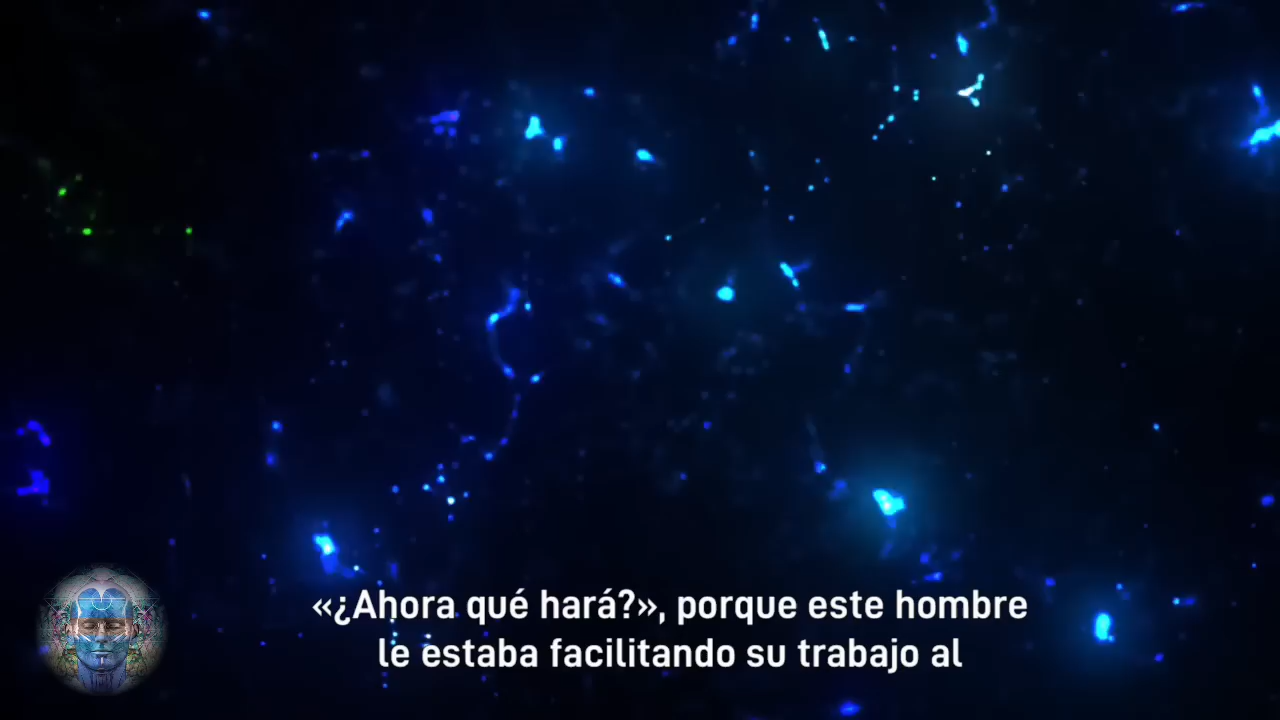 «¿Ahora qué hará?», porque este hombre
le estaba facilitando su trabajo al